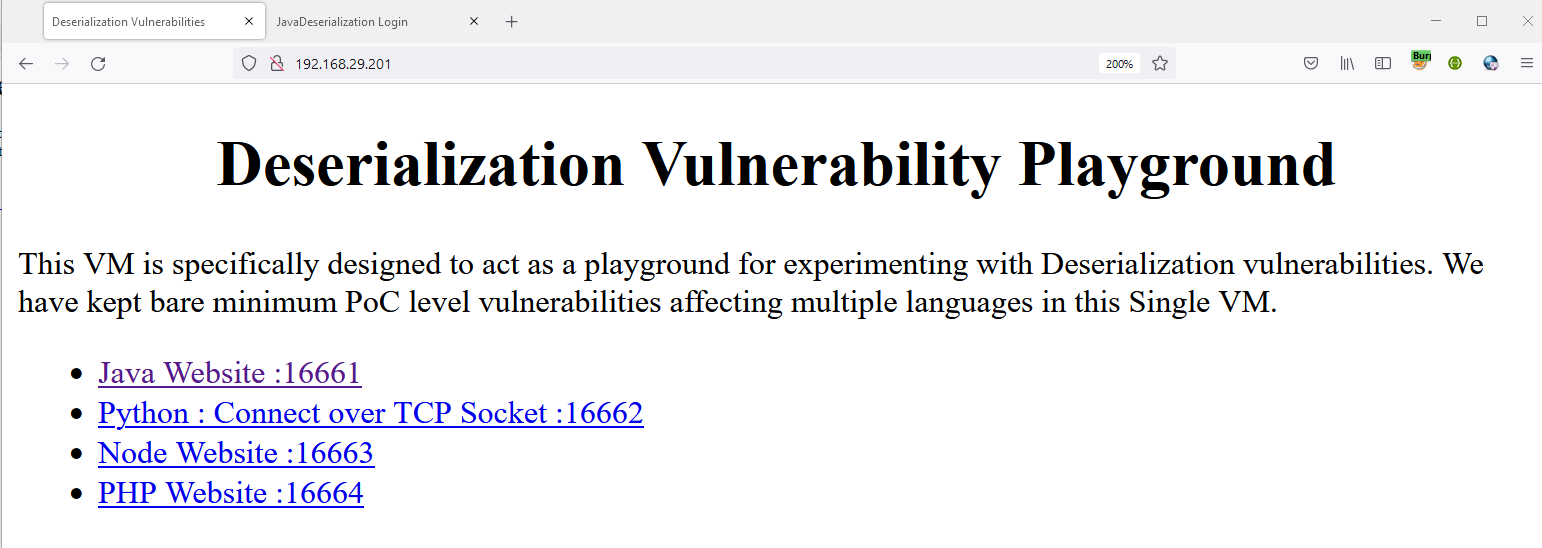 Deserialization Vulnerabilities
JavaDeserialization Login
192.168.29.201
200%
Deserialization Vulnerability Playground
This VM is specifically designed to act as a playground for experimenting with Deserialization vulnerabilities. We
have kept bare minimum PoC level vulnerabilities affecting multiple languages in this Single VM.
Java Website :16661
Python : Connect over TCP Socket :16662
Node Website :16663
PHP Website :16664